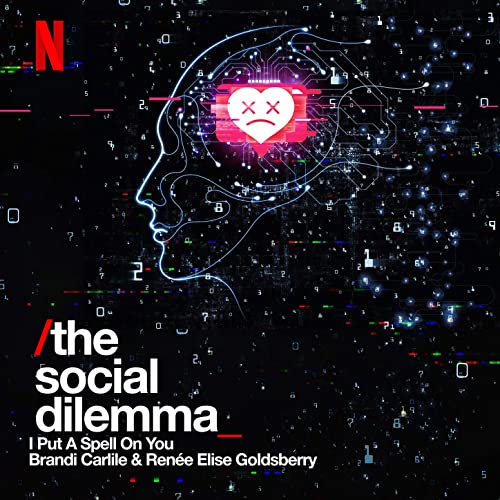 N
/the
social
dilemma_
I Put A Spell On You
Brandi Carlile & Renée Elise Goldsberry